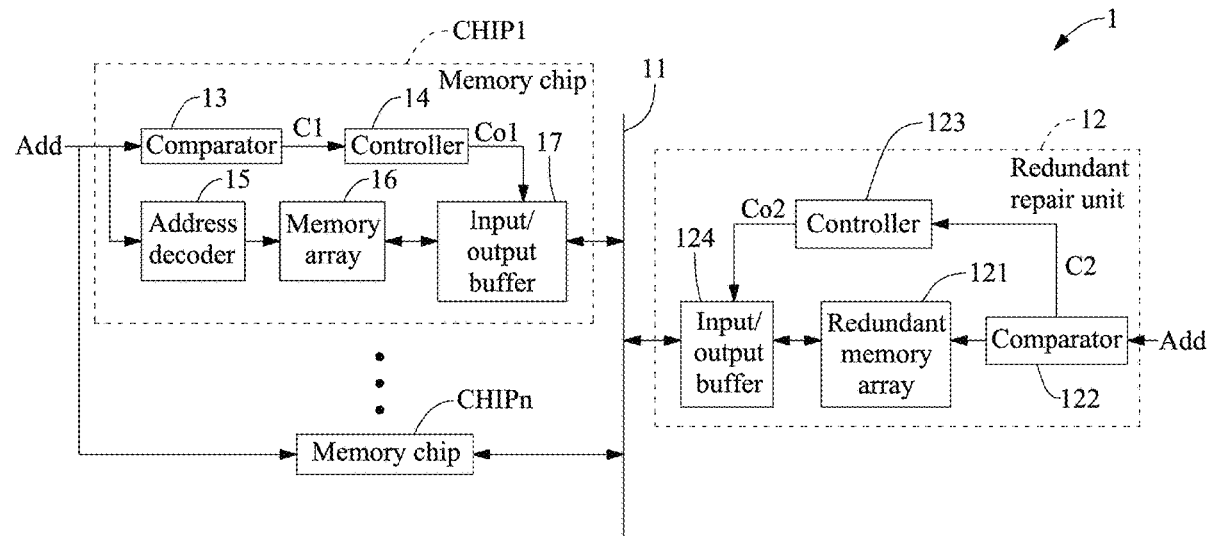 1
CHIP1
Memory chip
11
13
14
C1
Co1
17
Add
Comparator
Controller
15
16
Address
decoder
Memory
array
Input/
output
buffer
CHIPn
Memory chip
123
12
Redundant
repair unit
Co2
Controller
124
121
C2
Input/
output
buffer
Redundant
memory
array
Comparator
Add
122